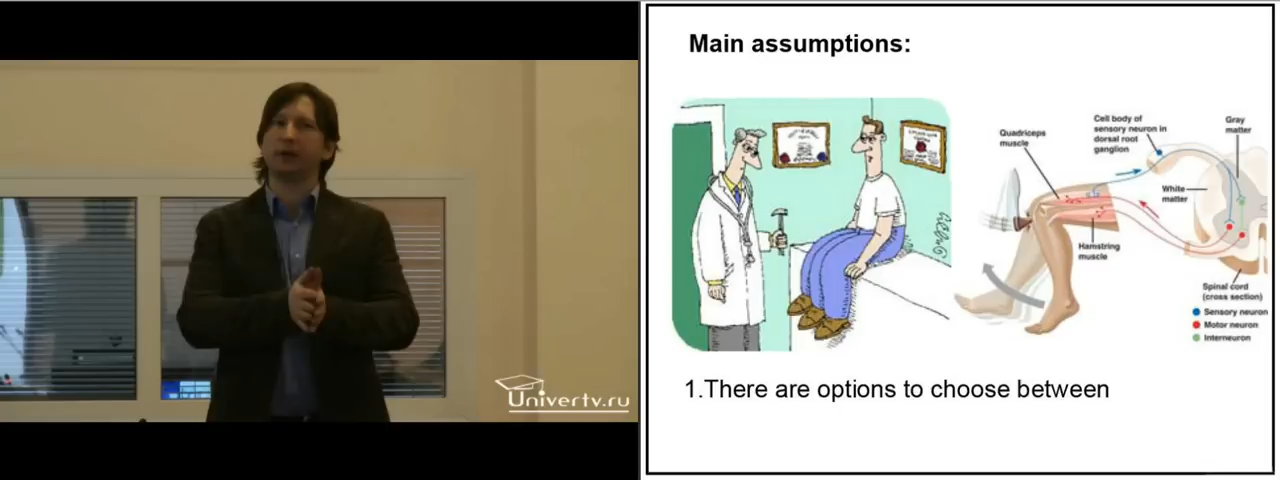 Univertv.ru
Main assumptions:
Quadriceps
muscle
Cell body of
sensory neuron in
dorsal root
ganglion
Gray
matter
White
matter
Hamstring
muscle
Spinal cord
(cross section)
Sensory neuron
Motor neuron
Interneuron
1.There are options to choose between